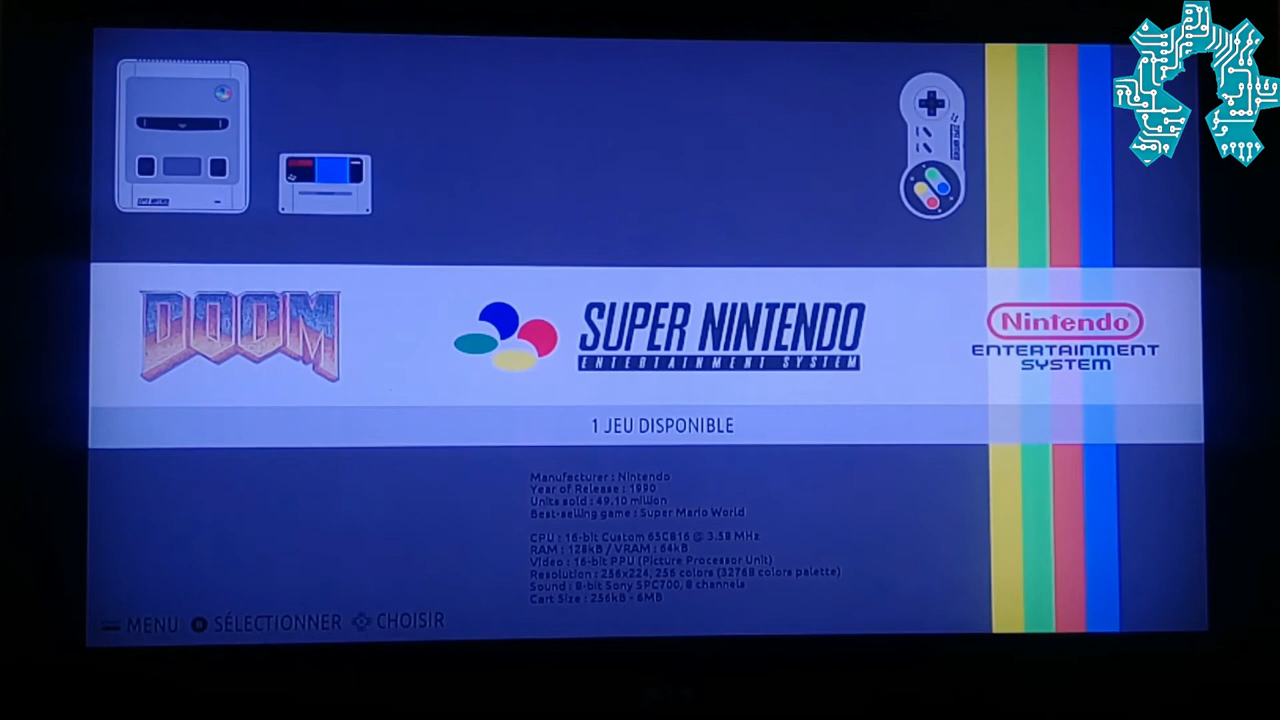 DOOM
SUPER NINTENDO
ENTERTAINMENT SYSTEM
Nintendo
ENTERTAINMENT
SYSTEM
1 JEU DISPONIBLE
Manufacturer : Nintendo
Year of Release : 1990
Units sold : 49.10 million
Best-selling game : Super Mario World
CPU : 16-bit Custom 65C816 @ 3.58 MHz
RAM : 128kB / VRAM : 64kB
Video : 16-bit PPU (Picture Processor Unit)
Resolution : 256x224, 256 colors (32768 colors palette)
Sound : 8-bit Sony SPC700, 8 channels
Cart Size : 256kB - 6MB
MENU SÉLECTIONNER CHOISIR